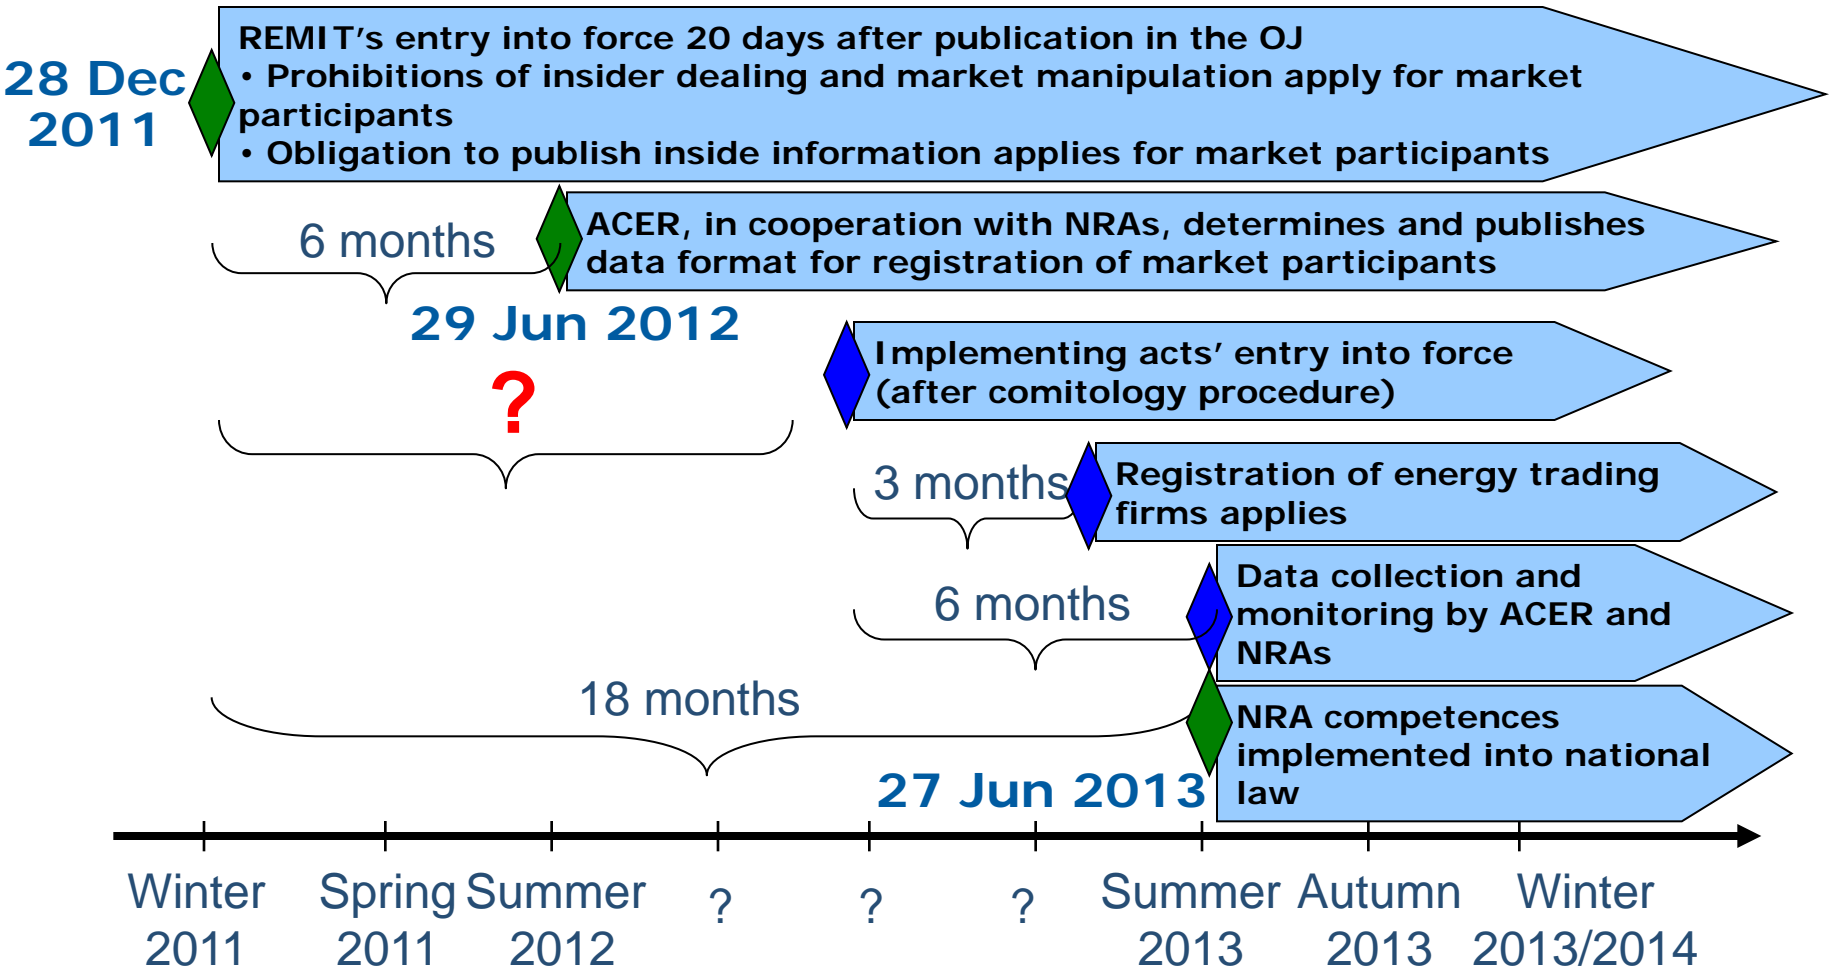 REMIT’s entry into force 20 days after publication in the OJ
• Prohibitions of insider dealing and market manipulation apply for market
participants
• Obligation to publish inside information applies for market participants
28 Dec
2011
6 months
ACER, in cooperation with NRAs, determines and publishes
data format for registration of market participants
29 Jun 2012
?
Implementing acts’ entry into force
(after comitology procedure)
3 months
Registration of energy trading
firms applies
6 months
Data collection and
monitoring by ACER and
NRAs
18 months
NRA competences
implemented into national
law
27 Jun 2013
Winter
2011
Spring
2011
Summer
2012
?
?
?
Summer
2013
Autumn
2013
Winter
2013/2014